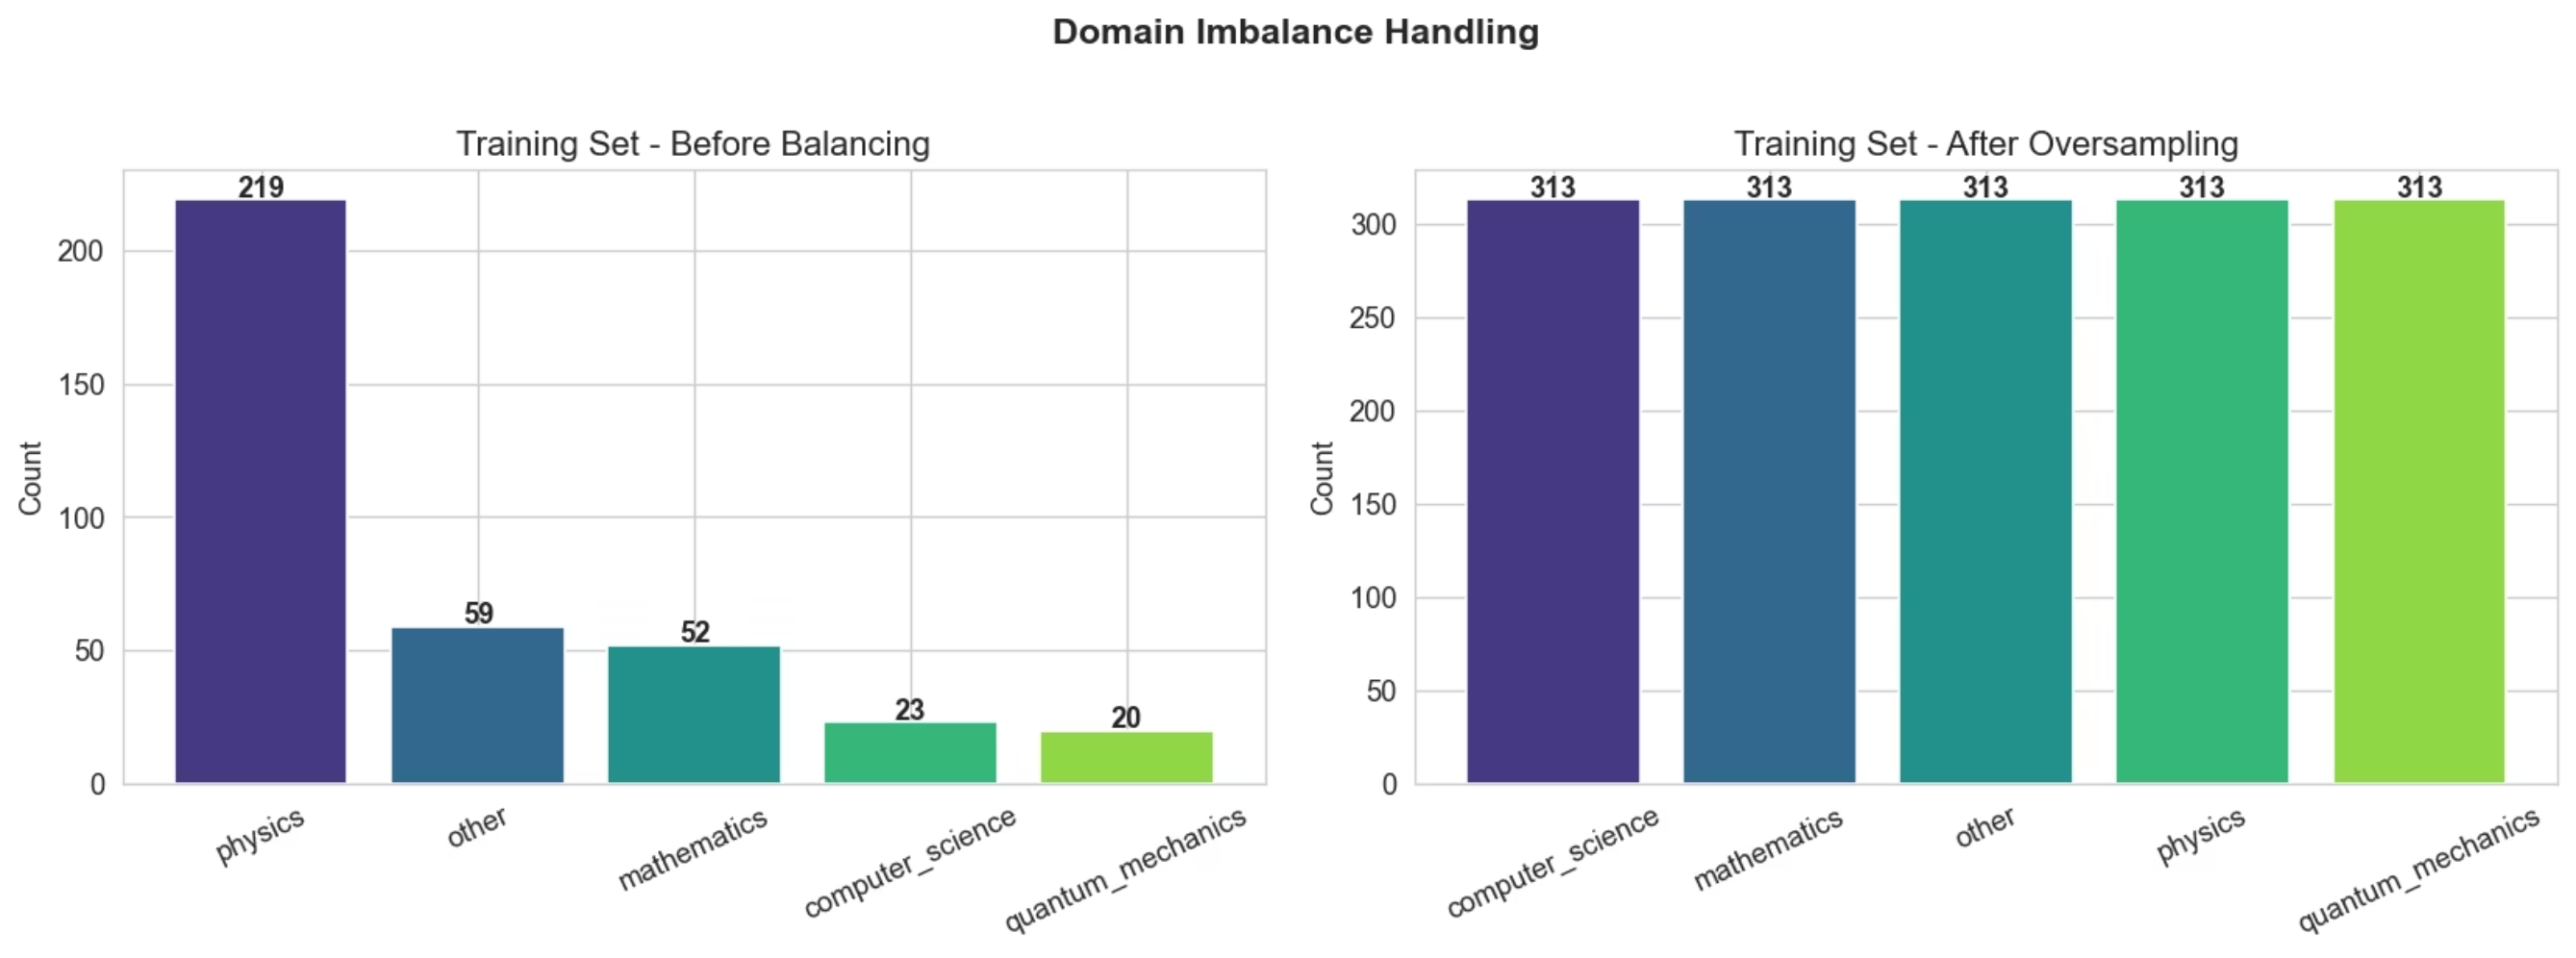 Domain Imbalance Handling
Training Set - Before Balancing
219
59
52
23
20
200
150
100
50
0
Count
physics
other
mathematics
computer_science
quantum_mechanics
Training Set - After Oversampling
313
313
313
313
313
300
250
200
150
100
50
0
Count
computer_science
mathematics
other
physics
quantum_mechanics